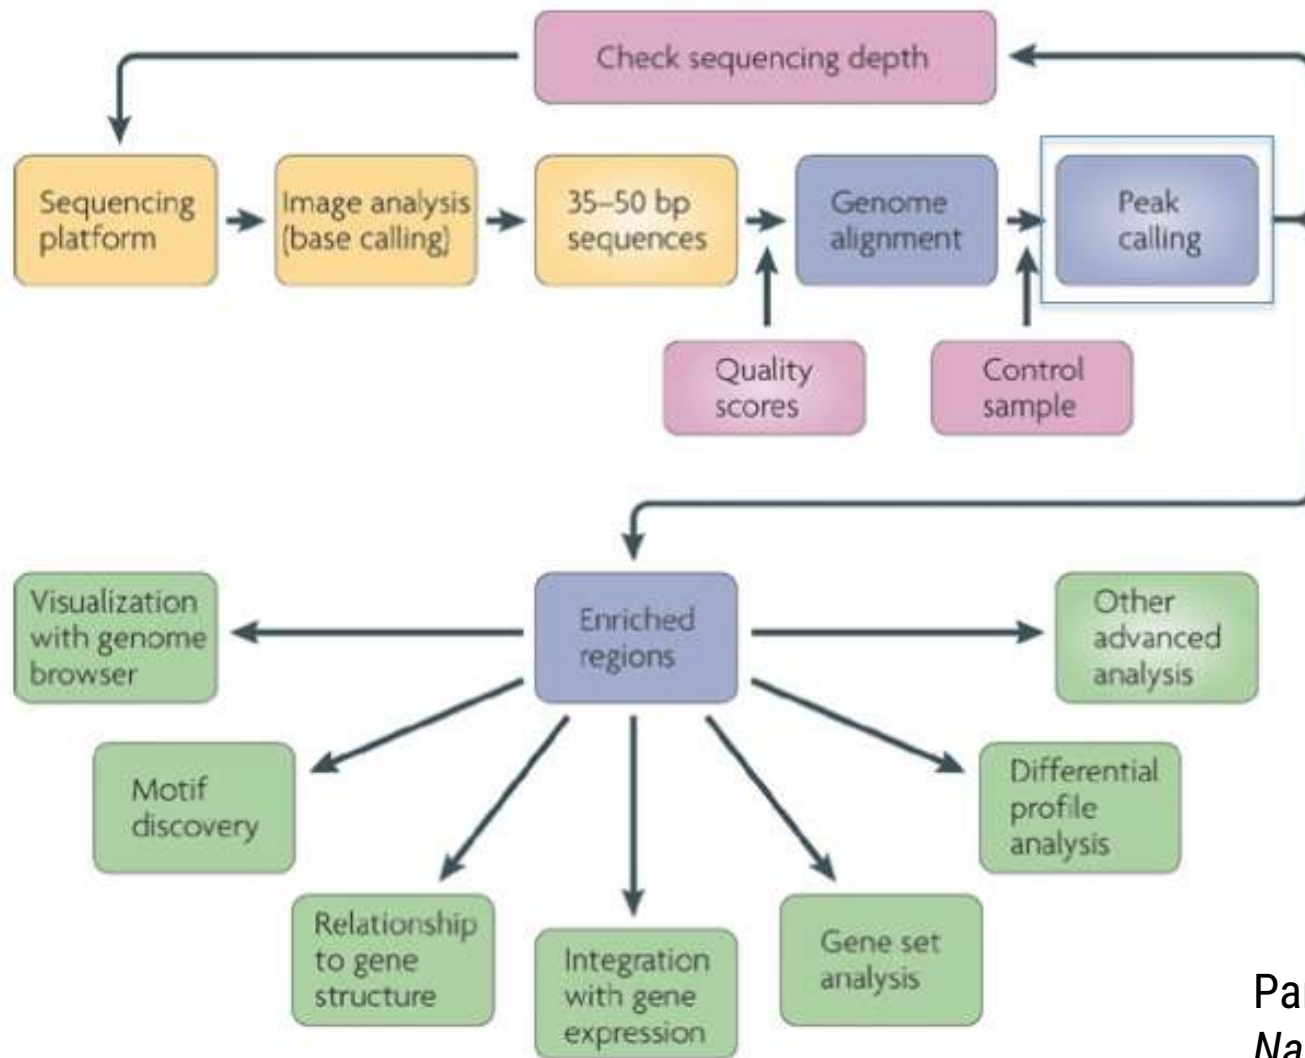 Check sequencing depth
Sequencing
platform
Image analysis
(base calling)
35–50 bp
sequences
Genome
alignment
Peak
calling
Quality
scores
Control
sample
Visualization
with genome
browser
Enriched
regions
Other
advanced
analysis
Motif
discovery
Differential
profile
analysis
Relationship
to gene
structure
Integration
with gene
expression
Gene set
analysis